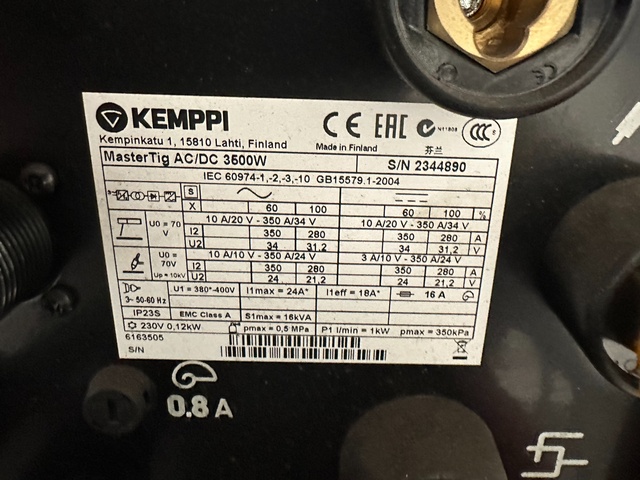 KEMPPI
CE EAC N11808 CCC
Kempinkatu 1, 15810 Lahti, Finland
Made in Finland 芬兰
MasterTig AC/DC 3500W S/N 2344890
IEC 60974-1,-2,-3,-10 GB15579.1-2004
S
X 60 100 60 100 %
U0 = 70 V 10 A/20 V - 350 A/34 V 10 A/20 V - 350 A/34 V
I2 350 280 350 280 A
U2 34 31,2 34 31,2 V
U0 = 70V Up = 10kV 10 A/10 V - 350 A/24 V 3 A/10 V - 350 A/24 V
I2 350 280 350 280 A
U2 24 21,2 24 21,2 V
3~ 50-60 Hz U1 = 380*-400V I1max = 24A* I1eff = 18A* 16 A
IP23S EMC Class A S1max = 16kVA
230V 0,12kW pmax = 0,5 MPa P1 l/min = 1kW pmax = 350kPa
6163505
S/N
0.8 A